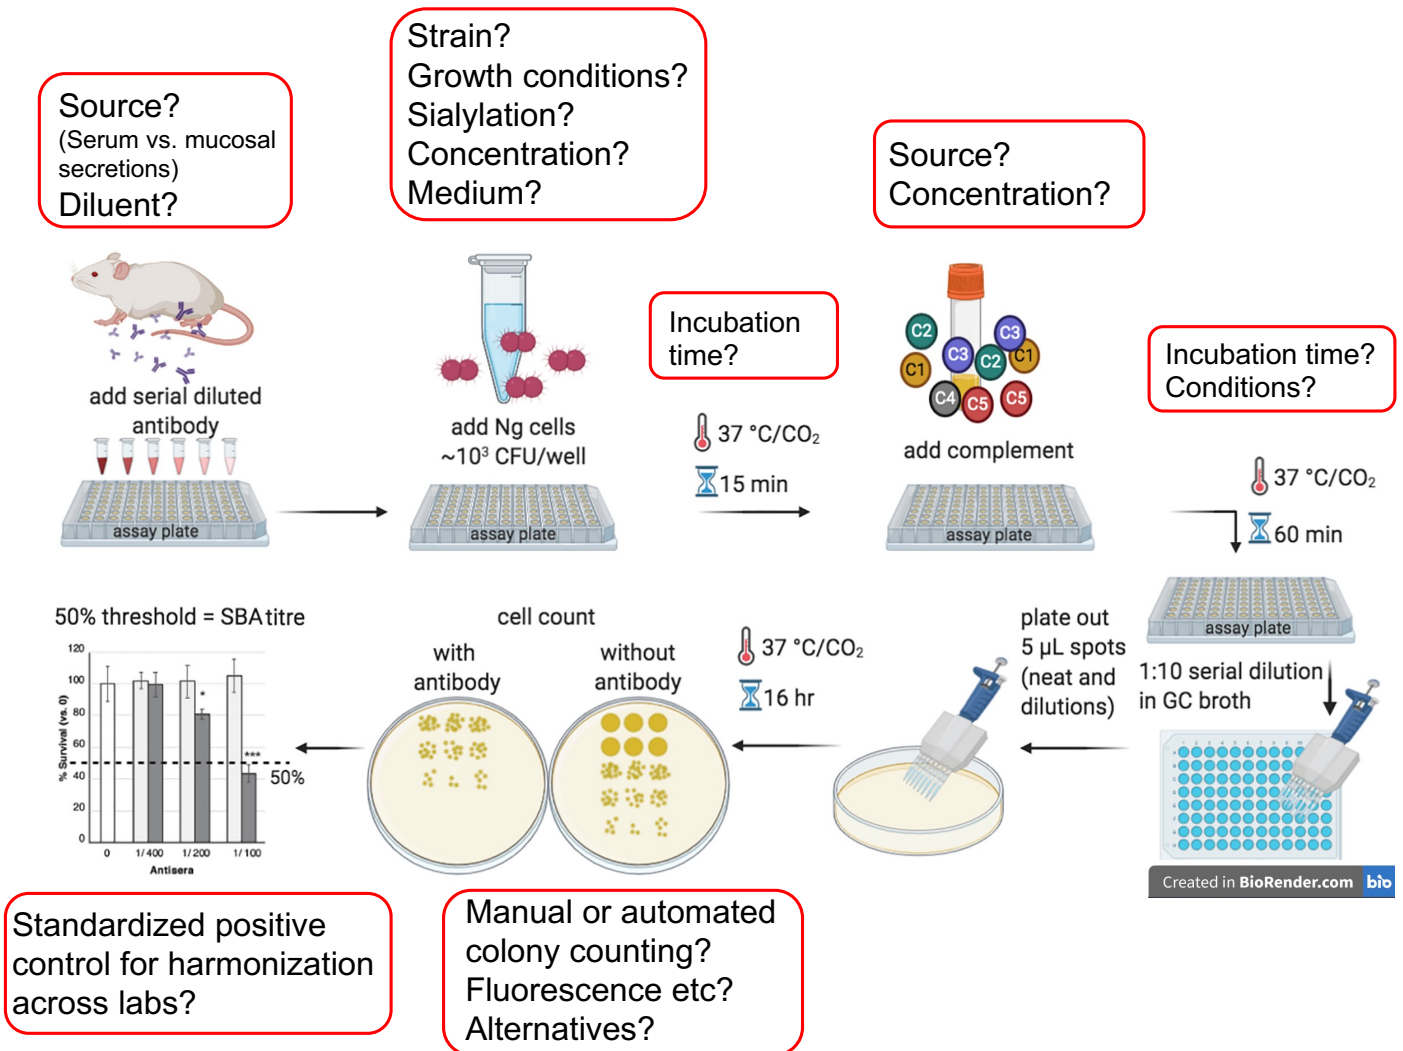 Source?
(Serum vs. mucosal
secretions)
Diluent?
Strain?
Growth conditions?
Sialylation?
Concentration?
Medium?
Source?
Concentration?
Incubation
time?
Incubation time?
Conditions?
add serial diluted
antibody
assay plate
add Ng cells
~10³ CFU/well
assay plate
37 °C/CO₂
15 min
C2
C3
C1
C3
C2
C1
C4
C5
C5
add complement
assay plate
37 °C/CO₂
60 min
assay plate
1:10 serial dilution
in GC broth
plate out
5 µL spots
(neat and
dilutions)
37 °C/CO₂
16 hr
cell count
with
antibody
without
antibody
50% threshold = SBA titre
% Survival (vs. 0)
120
100
80
60
40
20
0
*
***
50%
0
1/400
1/200
1/100
Antisera
Created in BioRender.com bio
Standardized positive
control for harmonization
across labs?
Manual or automated
colony counting?
Fluorescence etc?
Alternatives?